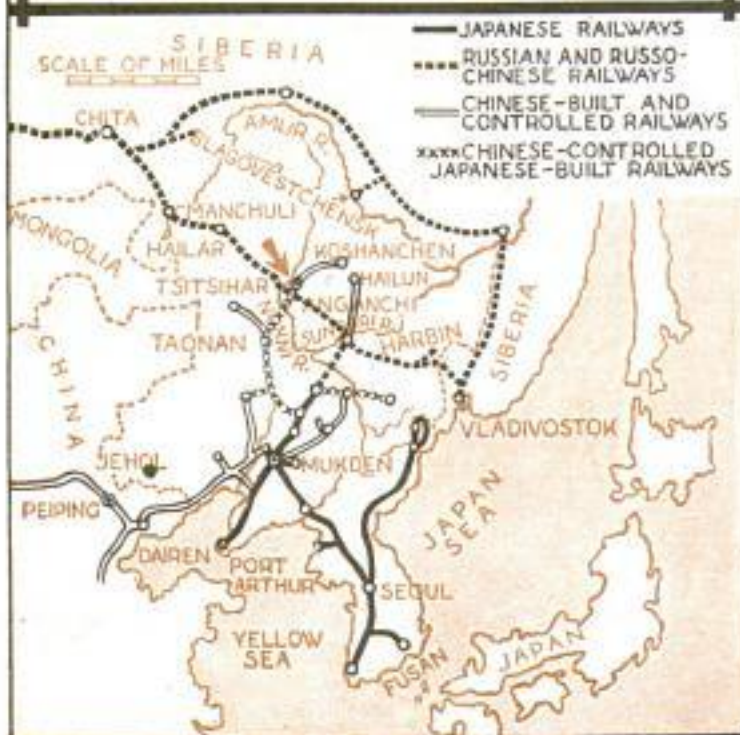 JAPANESE RAILWAYS
RUSSIAN AND RUSSO-
CHINESE RAILWAYS
CHINESE-BUILT AND
CONTROLLED RAILWAYS
CHINESE-CONTROLLED
JAPANESE-BUILT RAILWAYS
SIBERIA
SCALE OF MILES
CHITA
AMUR R.
BLAGOVESTCHENSK
MANCHULI
MONGOLIA
HAILAR
KOSHANCHEN
TSITSIHAR
HAILUN
ANGANCHI
NONNI R.
HARBIN
SIBERIA
TAONAN
CHINA
VLADIVOSTOK
JEHOL
MUKDEN
PEIPING
JAPAN
SEA
DAIREN
PORT
ARTHUR
SEOUL
YELLOW
SEA
FUSAN
JAPAN